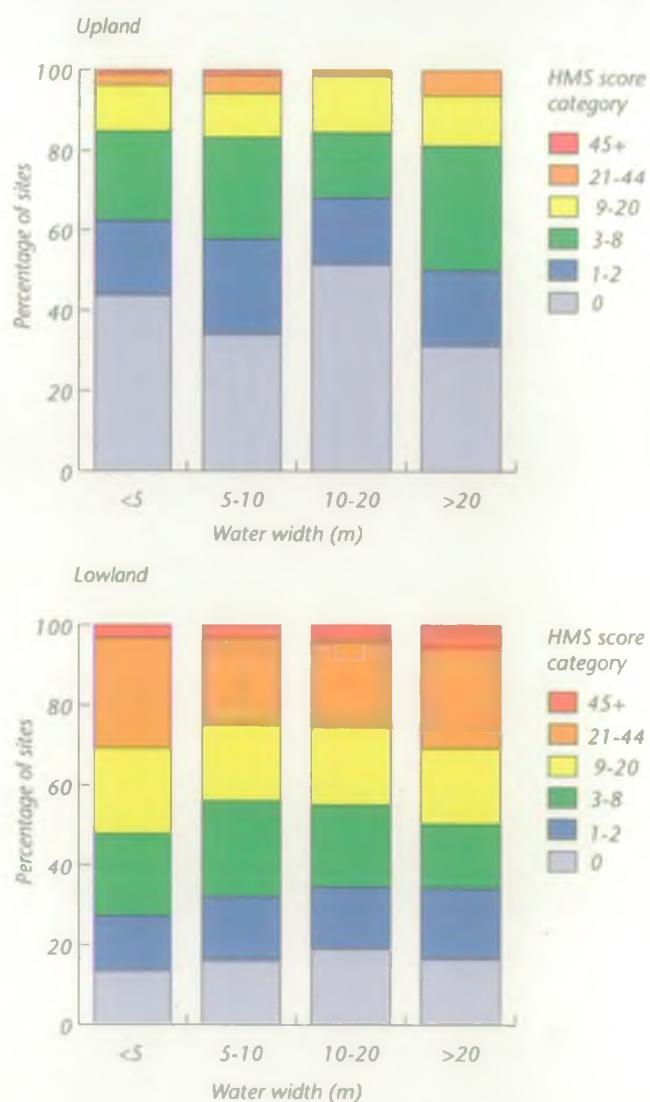 Upland
100
80
60
40
20
0
Percentage of sites
<5 5-10 10-20 >20
Water width (m)
HMS score
category
45+
21-44
9-20
3-8
1-2
0
Lowland
100
80
60
40
20
0
Percentage of sites
<5 5-10 10-20 >20
Water width (m)
HMS score
category
45+
21-44
9-20
3-8
1-2
0